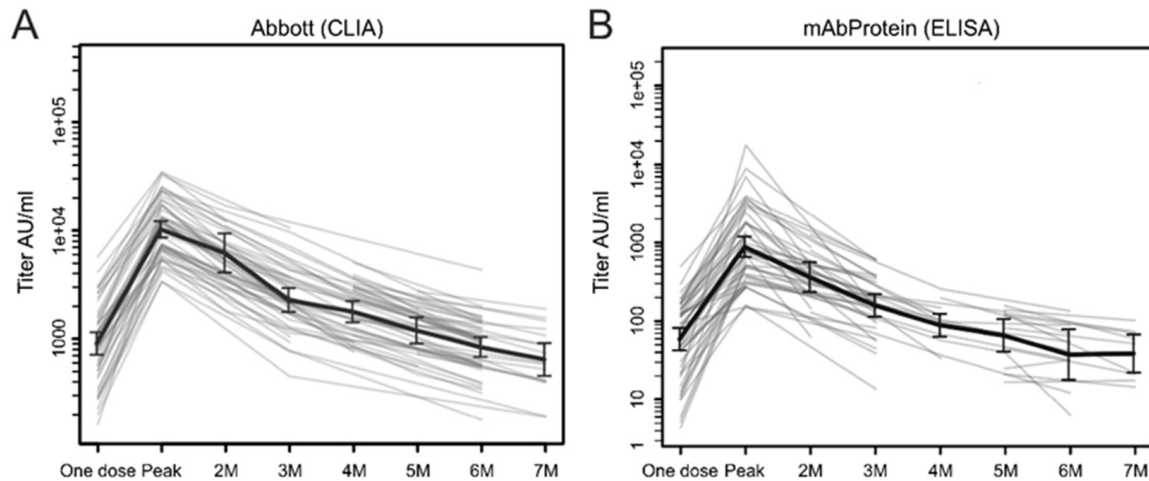 A
Abbott (CLIA)
Titer AU/ml
1e+05
1e+04
1000
One dose Peak 2M 3M 4M 5M 6M 7M
B
mAbProtein (ELISA)
Titer AU/ml
1e+05
1e+04
1000
100
10
1
One dose Peak 2M 3M 4M 5M 6M 7M